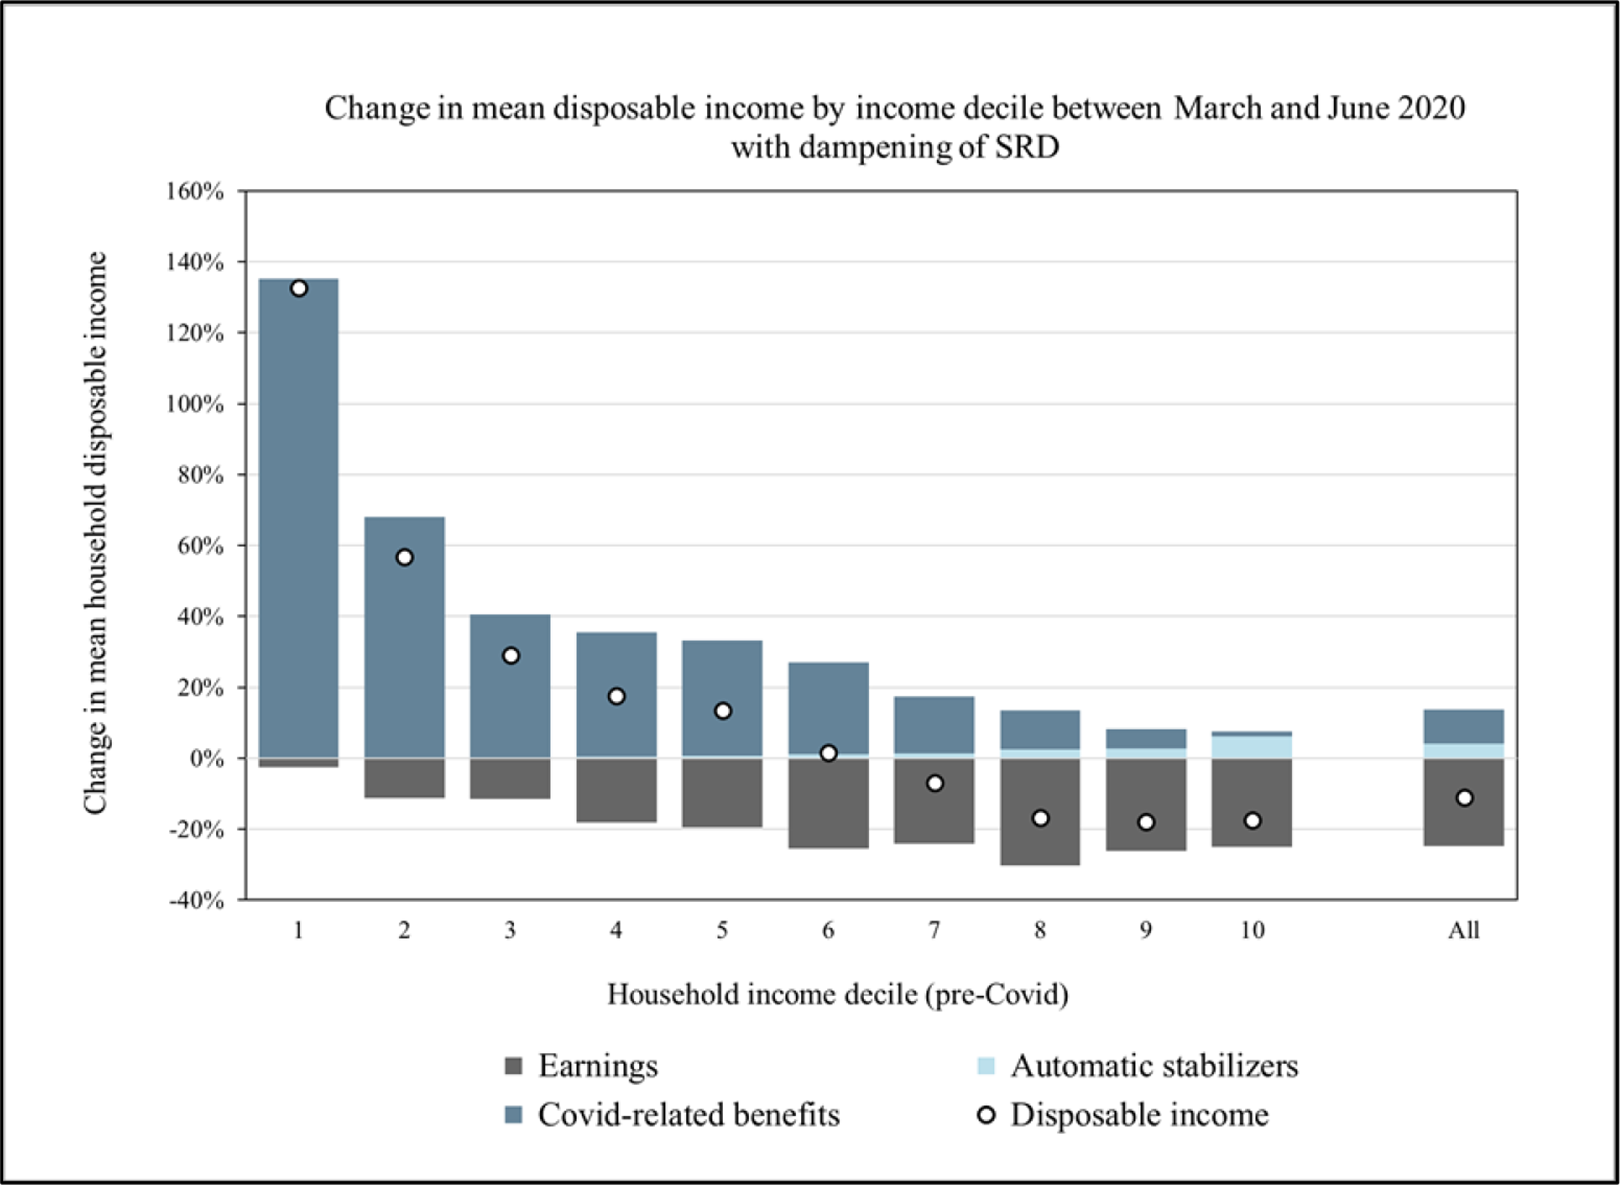 Change in mean disposable income by income decile between March and June 2020
with dampening of SRD
Change in mean household disposable income
160%
140%
120%
100%
80%
60%
40%
20%
0%
-20%
-40%
1 2 3 4 5 6 7 8 9 10 All
Household income decile (pre-Covid)
Earnings
Automatic stabilizers
Covid-related benefits
Disposable income